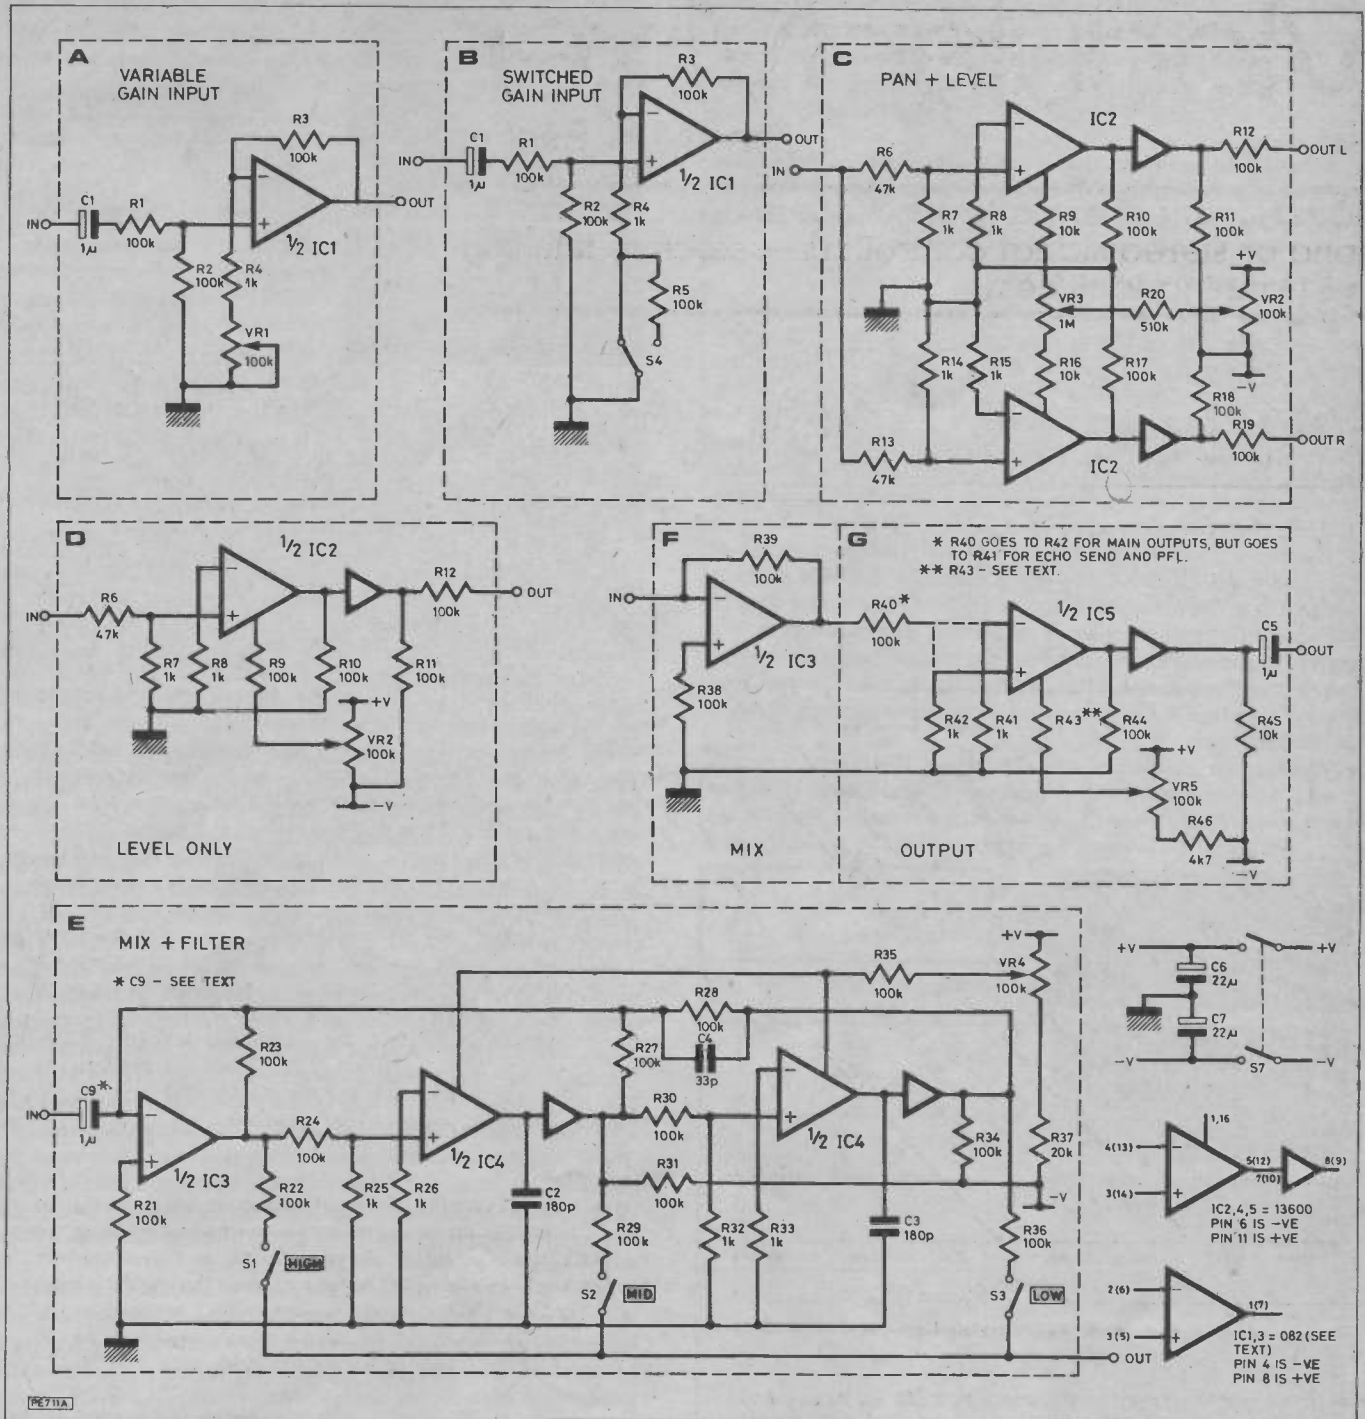 A
VARIABLE
GAIN INPUT
R3
100k
C1
1μ
IN
R1
100k
R2
100k
R4
1k
VR1
100k
½ IC1
OUT
B
SWITCHED
GAIN INPUT
R3
100k
C1
1μ
IN
R1
100k
R2
100k
R4
1k
R5
100k
S4
½ IC1
OUT
C
PAN + LEVEL
IC2
R12
100k
OUT L
R6
47k
IN
R7
1k
R8
1k
R9
10k
R10
100k
R11
100k
+V
VR3
1M
R20
510k
VR2
100k
R14
1k
R15
1k
R16
10k
R17
100k
-V
R18
100k
R19
100k
R13
47k
IC2
OUT R
D
½ IC2
R12
100k
OUT
IN
R6
47k
R7
1k
R8
1k
R9
100k
R10
100k
R11
100k
+V
VR2
100k
-V
LEVEL ONLY
F
R39
100k
IN
½ IC3
R38
100k
MIX
G
* R40 GOES TO R42 FOR MAIN OUTPUTS, BUT GOES
TO R41 FOR ECHO SEND AND PFL.
** R43 - SEE TEXT.
R40*
100k
½ IC5
C5
1μ
OUT
R42
1k
R41
1k
R43**
R44
100k
R45
10k
+V
VR5
100k
R46
4k7
-V
OUTPUT
E
MIX + FILTER
* C9 - SEE TEXT
+V
R35
100k
VR4
100k
R28
100k
C4
33p
R23
100k
R27
100k
C9*
1μ
IN
R24
100k
R30
100k
½ IC3
½ IC4
½ IC4
R21
100k
R22
100k
R25
1k
R26
1k
C2
180p
R31
100k
R29
100k
R32
1k
R33
1k
C3
180p
R34
100k
R37
20k
-V
R36
100k
S1
HIGH
S2
MID
S3
LOW
OUT
+V
+V
C6
22μ
C7
22μ
-V
-V
S7
1,16
4(13)
3(14)
5(12)
7(10)
8(9)
IC2,4,5 = 13600
PIN 6 IS -VE
PIN 11 IS +VE
2(6)
3(5)
1(7)
IC1,3 = 082 (SEE
TEXT)
PIN 4 IS -VE
PIN 8 IS +VE
PE711A